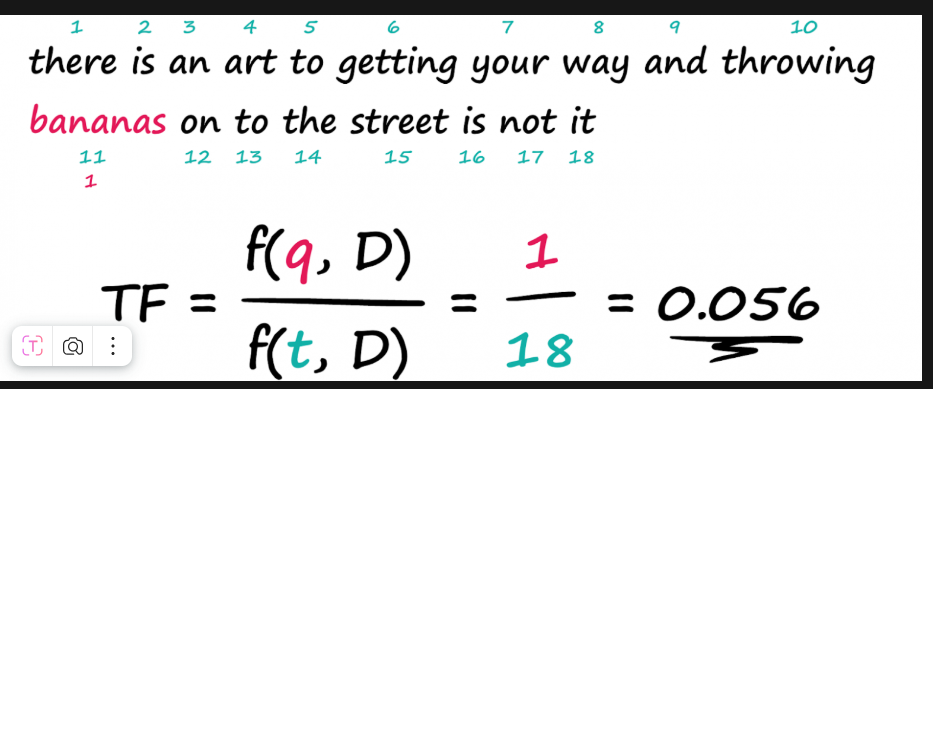 1 2 3 4 5 6 7 8 9 10
there is an art to getting your way and throwing
bananas on to the street is not it
11 12 13 14 15 16 17 18
1
TF = f(q, D) / f(t, D) = 1 / 18 = 0.056
T